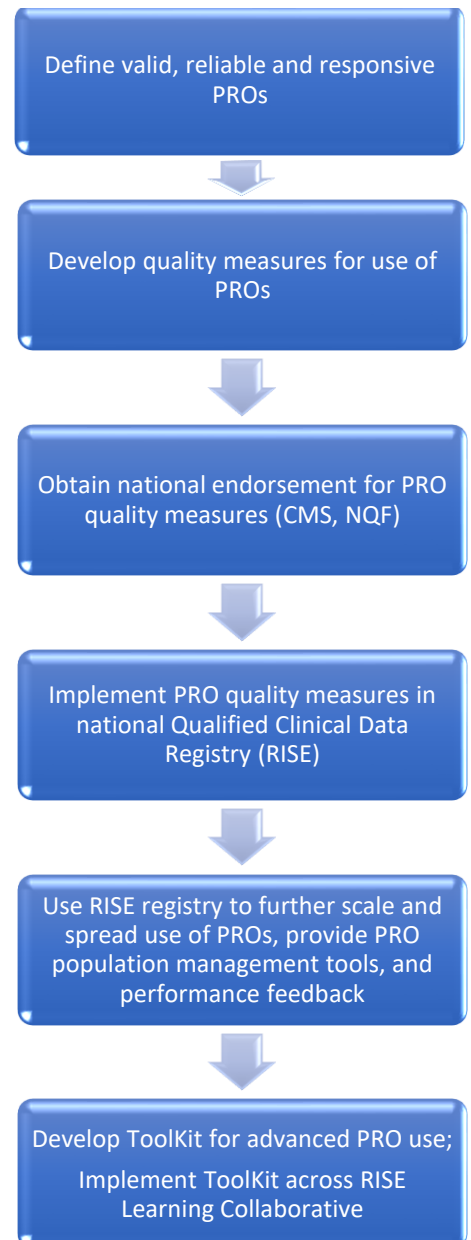 Define valid, reliable and responsive
PROs
Develop quality measures for use of
PROs
Obtain national endorsement for PRO
quality measures (CMS, NQF)
Implement PRO quality measures in
national Qualified Clinical Data
Registry (RISE)
Use RISE registry to further scale and
spread use of PROs, provide PRO
population management tools, and
performance feedback
Develop ToolKit for advanced PRO use;
Implement ToolKit across RISE
Learning Collaborative